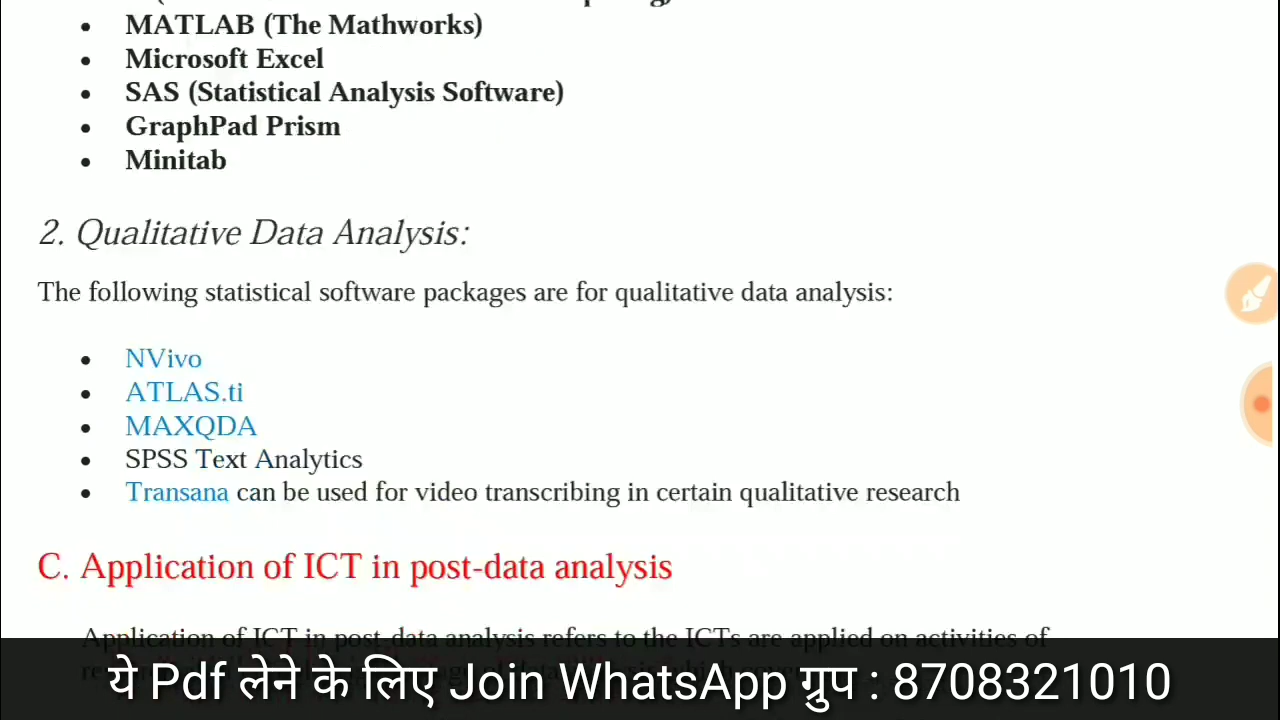 • MATLAB (The Mathworks)
• Microsoft Excel
• SAS (Statistical Analysis Software)
• GraphPad Prism
• Minitab
2. Qualitative Data Analysis:
The following statistical software packages are for qualitative data analysis:
• NVivo
• ATLAS.ti
• MAXQDA
• SPSS Text Analytics
• Transana can be used for video transcribing in certain qualitative research
C. Application of ICT in post-data analysis
Application of ICT in post-data analysis refers to the ICTs are applied on activities of
ये Pdf लेने के लिए Join WhatsApp ग्रुप : 8708321010